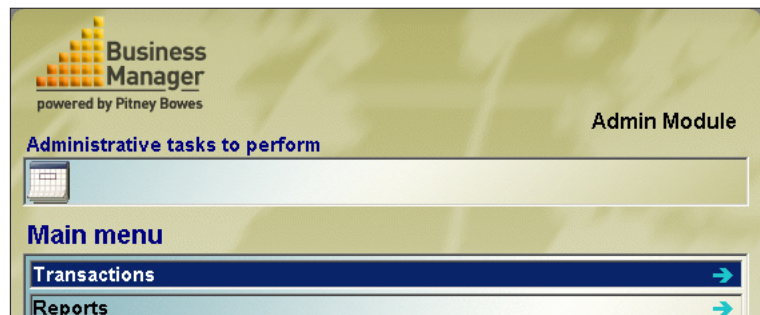 Business
Manager
powered by Pitney Bowes
Admin Module
Administrative tasks to perform
Main menu
Transactions
Reports